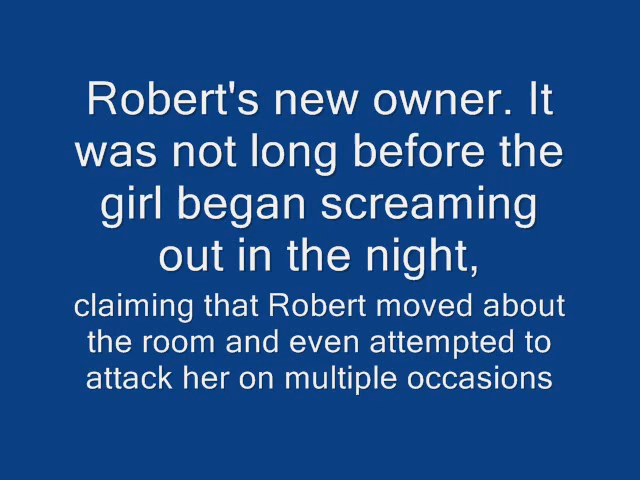 Robert's new owner. It
was not long before the
girl began screaming
out in the night,
claiming that Robert moved about
the room and even attempted to
attack her on multiple occasions